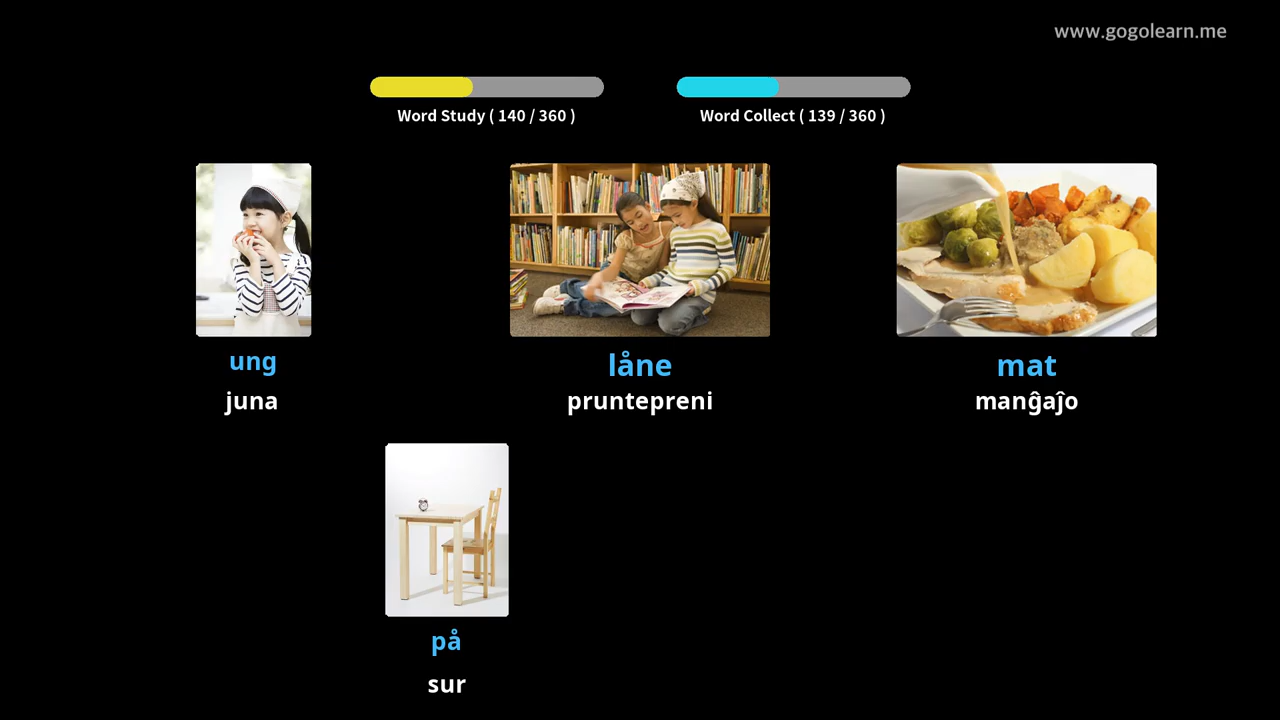 www.gogolearn.me
Word Study ( 140 / 360 )
Word Collect ( 139 / 360 )
ung
juna
låne
pruntepreni
mat
manĝaĵo
på
sur